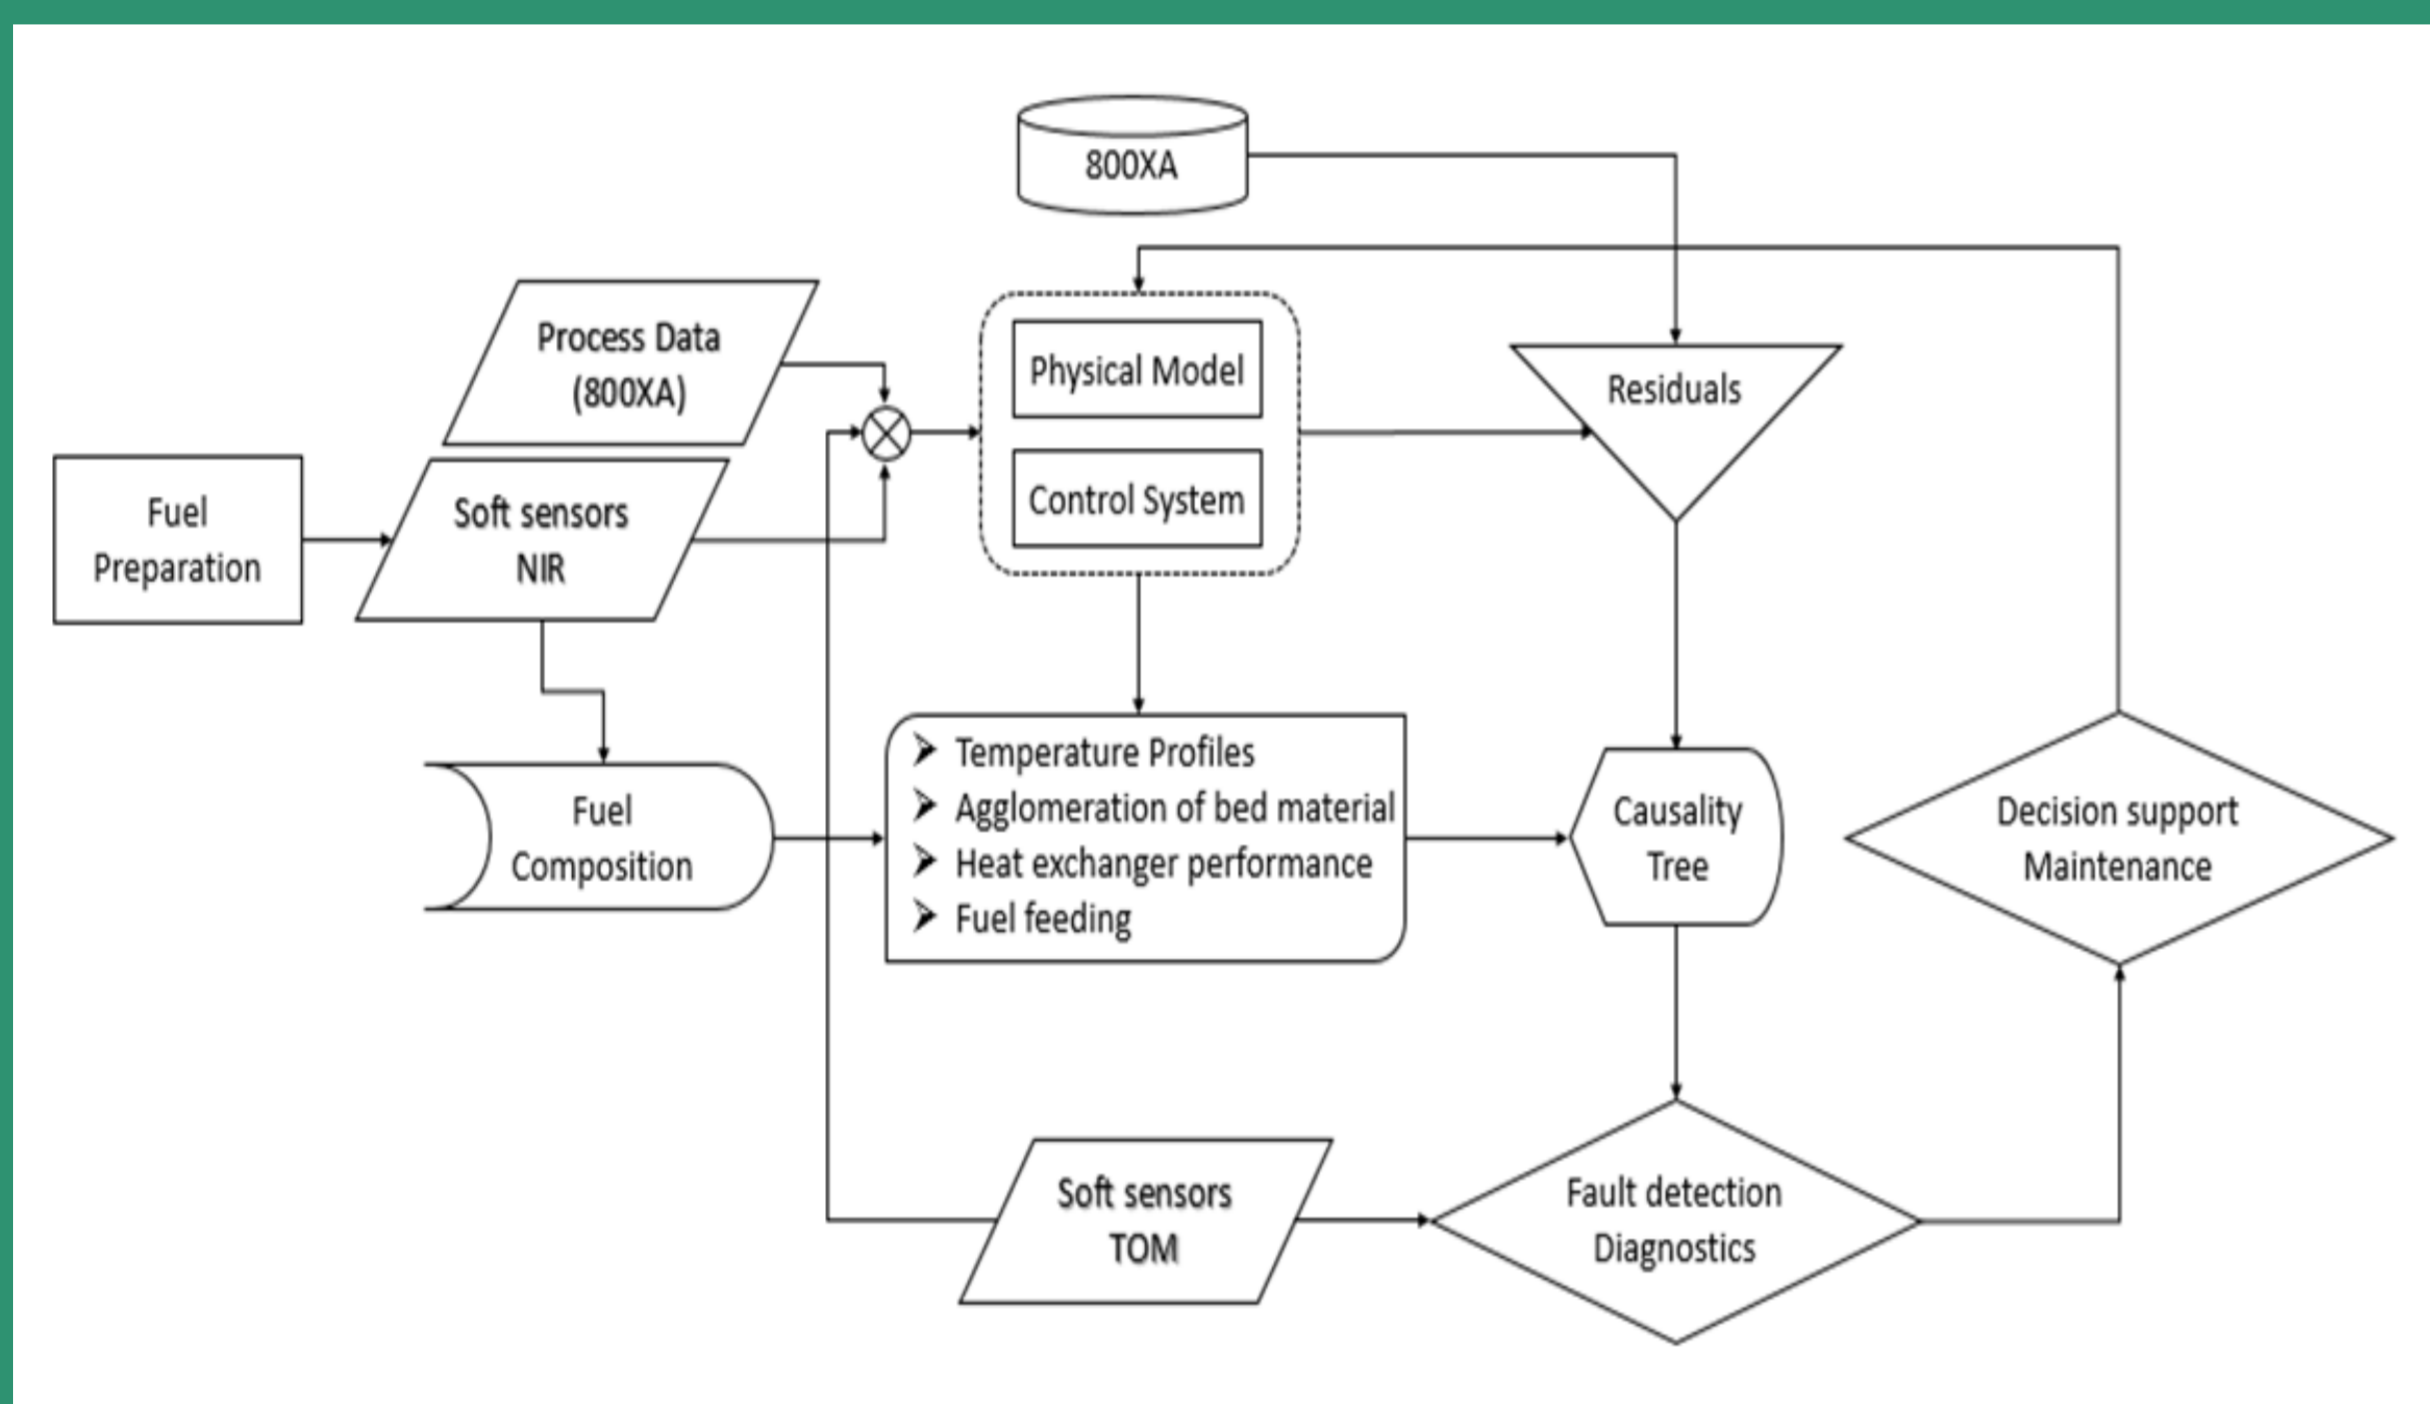 800XA
Process Data
(800XA)
Physical Model
Residuals
Control System
Fuel
Preparation
Soft sensors
NIR
Fuel
Composition
Temperature Profiles
Agglomeration of bed material
Heat exchanger performance
Fuel feeding
Causality
Tree
Decision support
Maintenance
Soft sensors
TOM
Fault detection
Diagnostics